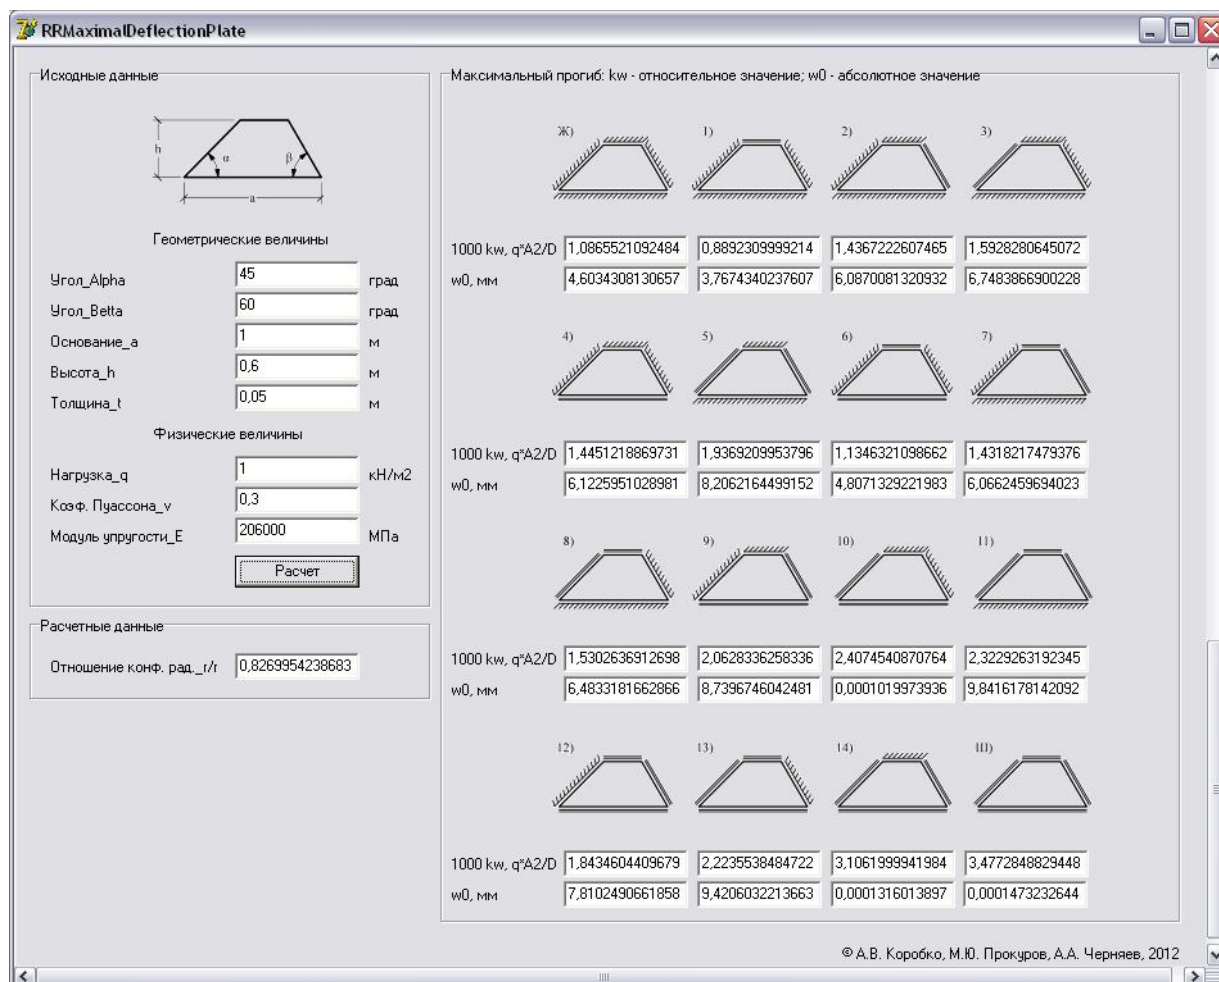 RRMaximalDeflectionPlate
Исходные данные
h
α
β
a
Геометрические величины
Угол_Alpha 45 град
Угол_Betta 60 град
Основание_a 1 м
Высота_h 0,6 м
Толщина_t 0,05 м
Физические величины
Нагрузка_q 1 кН/м2
Коэф. Пуассона_v 0,3
Модуль упругости_E 206000 МПа
Расчет
Расчетные данные
Отношение конф. рад._r/r 0,8269954238683
Максимальный прогиб: kw - относительное значение; w0 - абсолютное значение
Ж) 1) 2) 3)
1000 kw, q*A2/D 1,0865521092484 0,8892309999214 1,4367222607465 1,5928280645072
w0, мм 4,6034308130657 3,7674340237607 6,0870081320932 6,7483866900228
4) 5) 6) 7)
1000 kw, q*A2/D 1,4451218869731 1,9369209953796 1,1346321098662 1,4318217479376
w0, мм 6,1225951028981 8,2062164499152 4,8071329221983 6,0662459694023
8) 9) 10) 11)
1000 kw, q*A2/D 1,5302636912698 2,0628336258336 2,4074540870764 2,3229263192345
w0, мм 6,4833181662866 8,7396746042481 0,0001019973936 9,8416178142092
12) 13) 14) Ш)
1000 kw, q*A2/D 1,8434604409679 2,2235538484722 3,1061999941984 3,4772848829448
w0, мм 7,8102490661858 9,4206032213663 0,0001316013897 0,0001473232644
© А.В. Коробко, М.Ю. Прокуров, А.А. Черняев, 2012